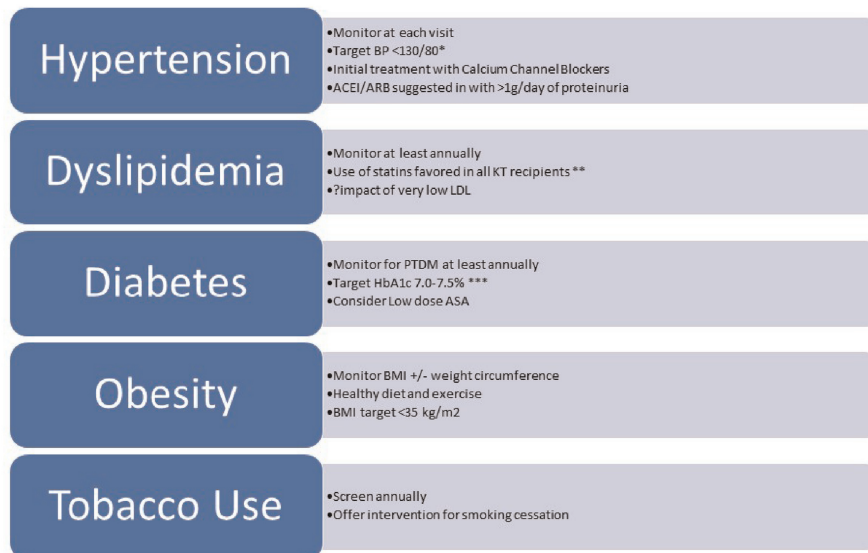 Hypertension
•Monitor at each visit
•Target BP <130/80*
•Initial treatment with Calcium Channel Blockers
•ACEI/ARB suggested in with >1g/day of proteinuria
Dyslipidemia
•Monitor at least annually
•Use of statins favored in all KT recipients **
•?impact of very low LDL
Diabetes
•Monitor for PTDM at least annually
•Target HbA1c 7.0-7.5% ***
•Consider Low dose ASA
Obesity
•Monitor BMI +/- weight circumference
•Healthy diet and exercise
•BMI target <35 kg/m2
Tobacco Use
•Screen annually
•Offer intervention for smoking cessation